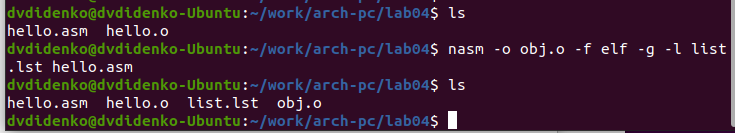 dvdidenko@dvdidenko-Ubuntu:~/work/arch-pc/lab04$ ls
hello.asm  hello.o
dvdidenko@dvdidenko-Ubuntu:~/work/arch-pc/lab04$ nasm -o obj.o -f elf -g -l list
.lst hello.asm
dvdidenko@dvdidenko-Ubuntu:~/work/arch-pc/lab04$ ls
hello.asm  hello.o  list.lst  obj.o
dvdidenko@dvdidenko-Ubuntu:~/work/arch-pc/lab04$